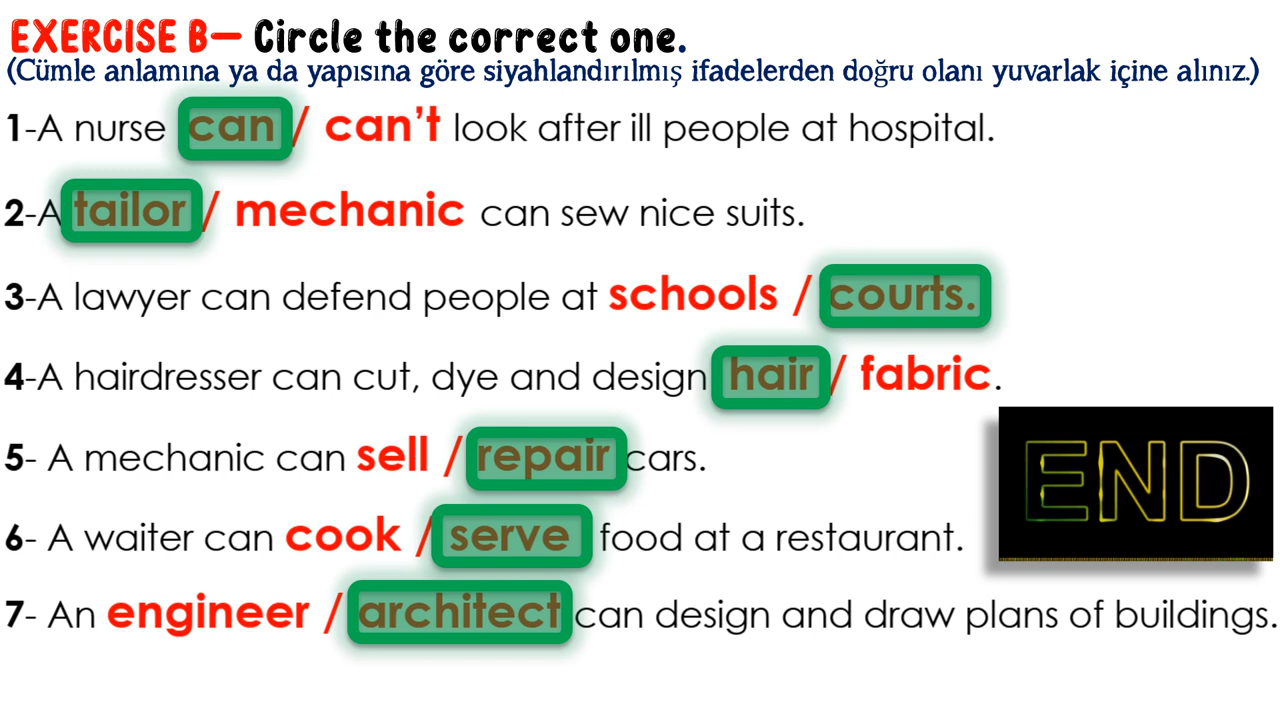 EXERCISE B— Circle the correct one.
(Cümle anlamına ya da yapısına göre siyahlandırılmış ifadelerden doğru olanı yuvarlak içine alınız.)
1-A nurse can / can’t look after ill people at hospital.
2-A tailor / mechanic can sew nice suits.
3-A lawyer can defend people at schools / courts.
4-A hairdresser can cut, dye and design hair / fabric.
5- A mechanic can sell / repair cars.
6- A waiter can cook / serve food at a restaurant.
7- An engineer / architect can design and draw plans of buildings.
END